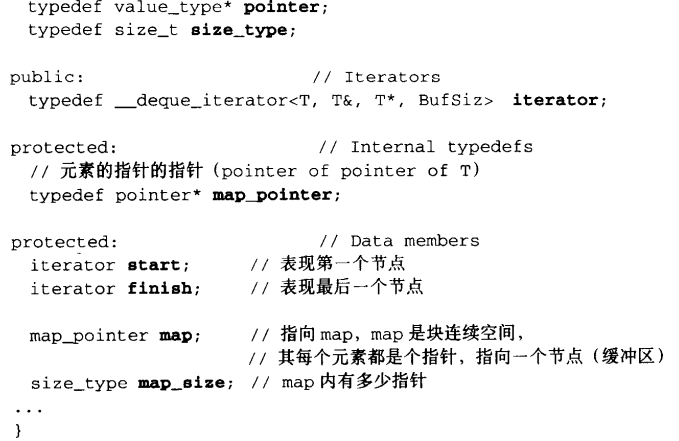 typedef value_type* pointer;
typedef size_t size_type;
public: // Iterators
typedef __deque_iterator<T, T&, T*, BufSiz> iterator;
protected: // Internal typedefs
// 元素的指针的指针（pointer of pointer of T）
typedef pointer* map_pointer;
protected: // Data members
iterator start; // 表现第一个节点
iterator finish; // 表现最后一个节点
map_pointer map; // 指向 map，map 是块连续空间，
// 其每个元素都是个指针，指向一个节点（缓冲区）
size_type map_size; // map 内有多少指针
...
}